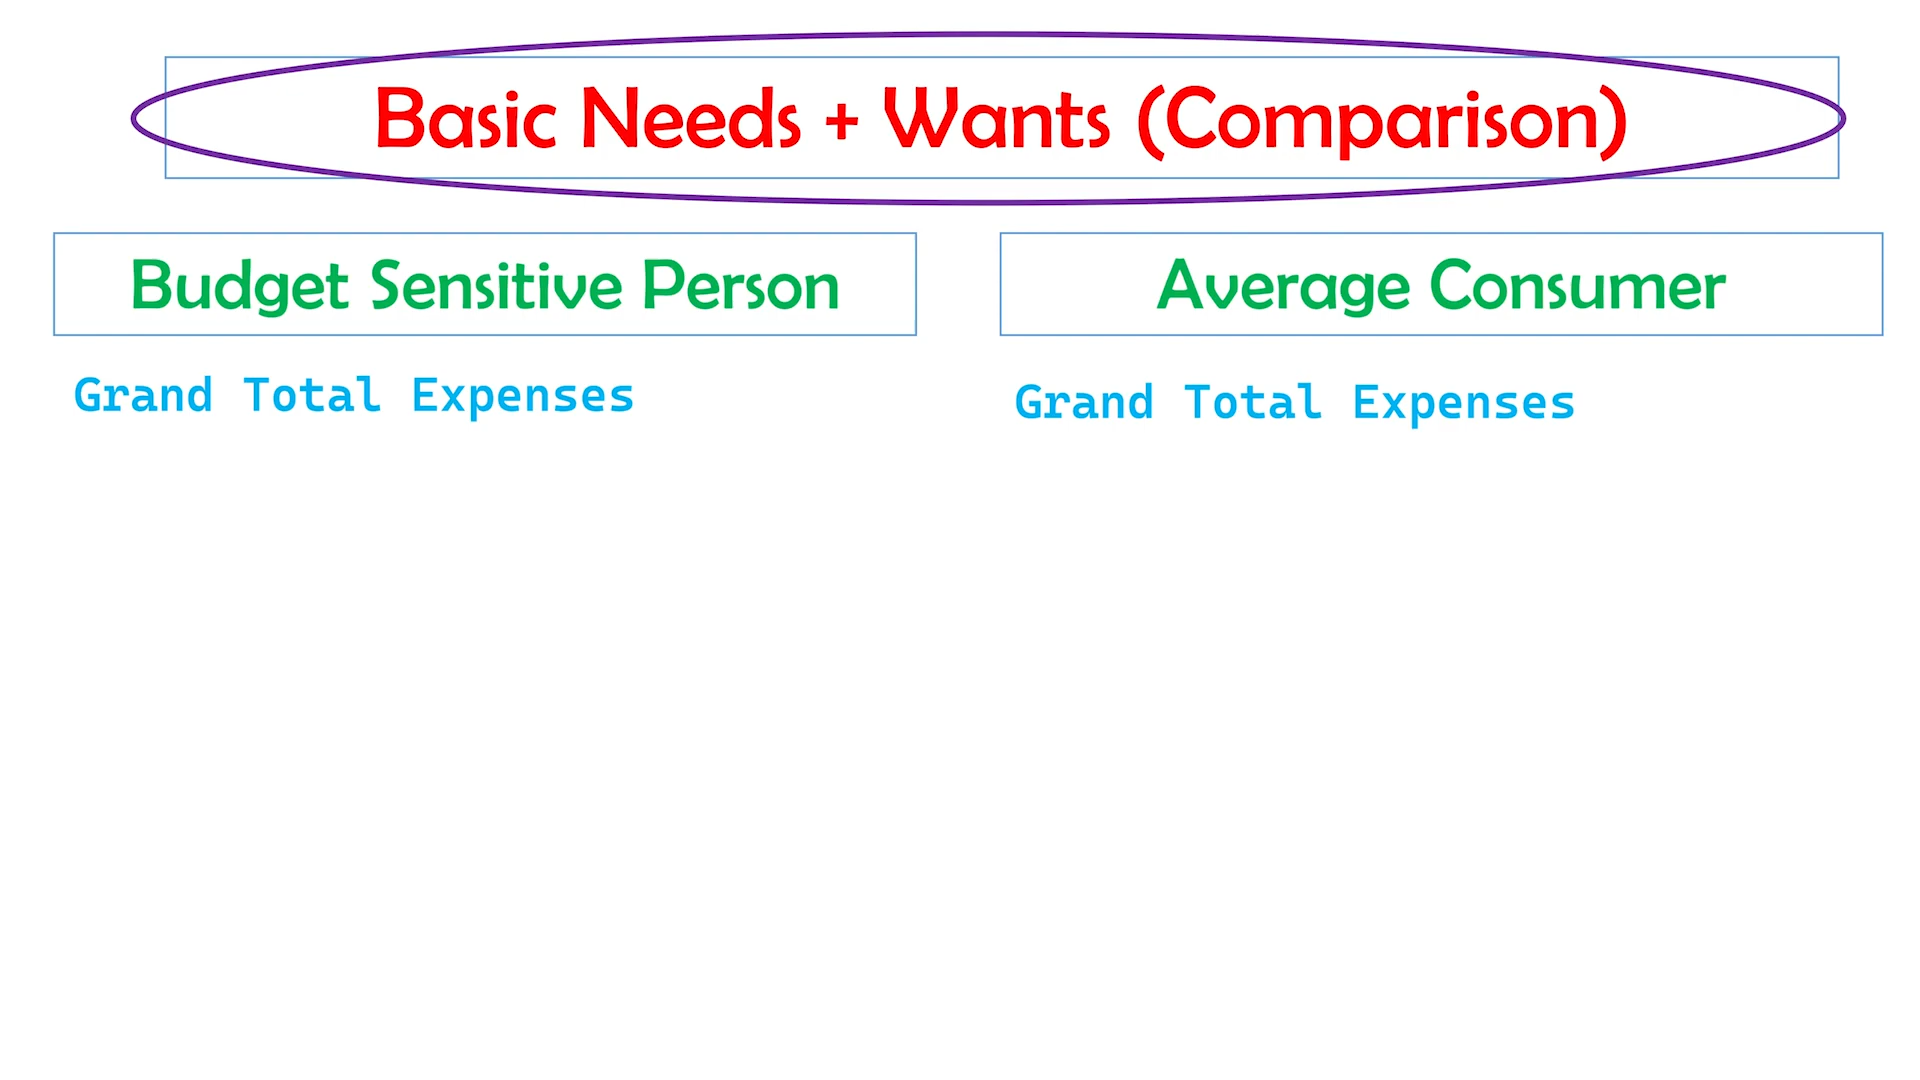 Basic Needs + Wants (Comparison)
Budget Sensitive Person
Average Consumer
Grand Total Expenses
Grand Total Expenses